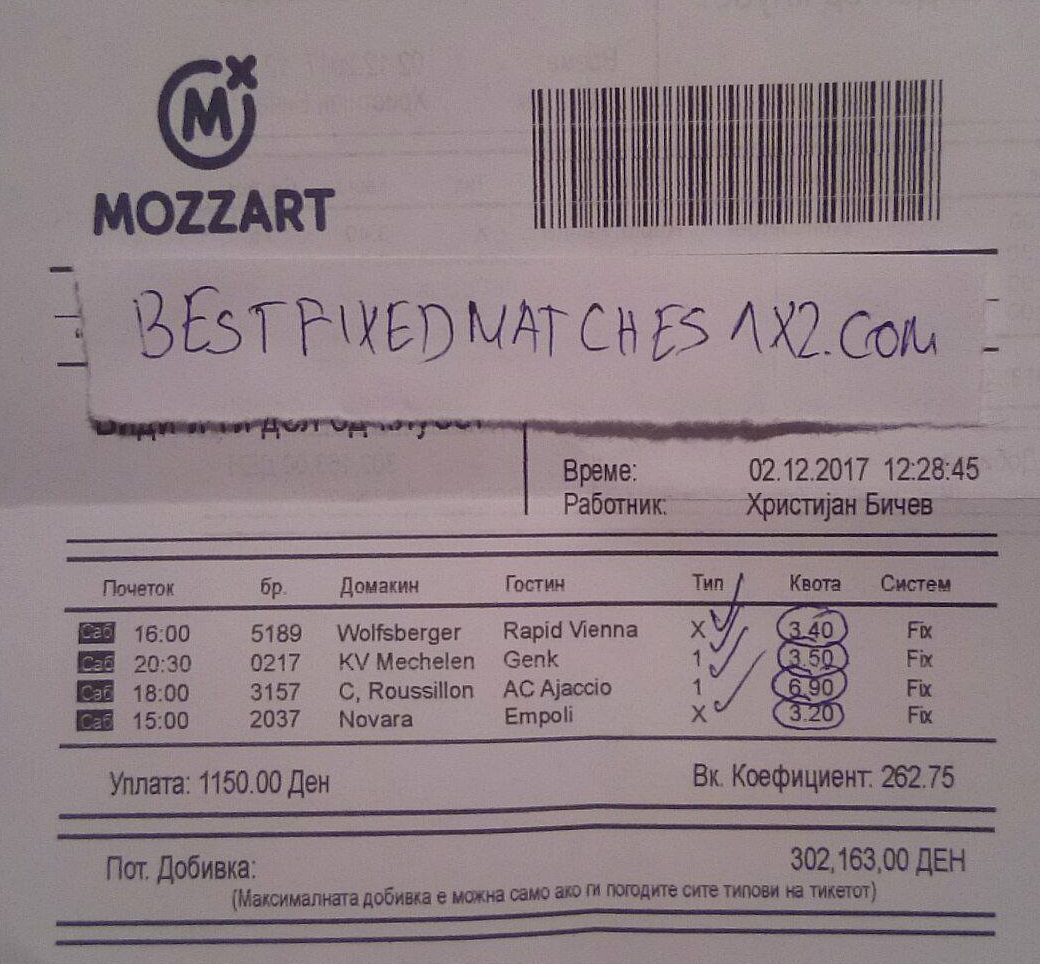 MOZZART
BESTFIXEDMATCHES1X2.COM
Време: 02.12.2017 12:28:45
Работник: Христијан Бичев
Почеток бр. Домакин Гостин Тип Квота Систем
Саб 16:00 5189 Wolfsberger Rapid Vienna X 3.40 Fix
Саб 20:30 0217 KV Mechelen Genk 1 3.50 Fix
Саб 18:00 3157 C, Roussillon AC Ajaccio 1 6.90 Fix
Саб 15:00 2037 Novara Empoli X 3.20 Fix
Уплата: 1150.00 Ден Вк. Коефициент: 262.75
Пот. Добивка: 302,163,00 ДЕН
(Максималната добивка е можна само ако ги погодите сите типови на тикетот)